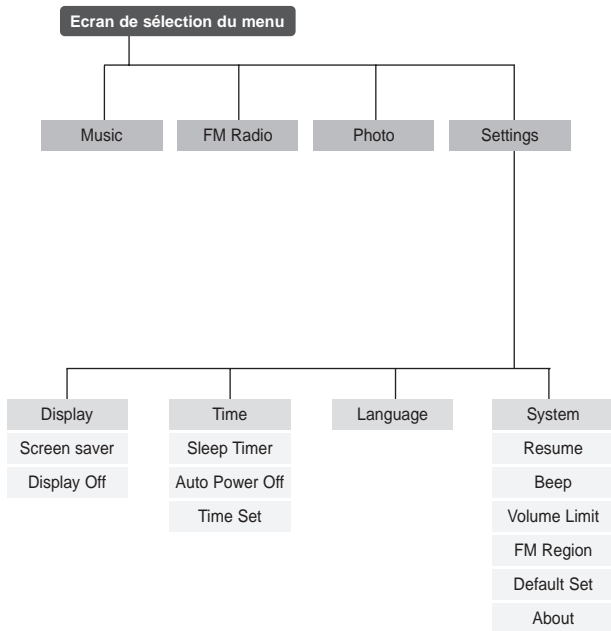 Ecran de sélection du menu
Music
FM Radio
Photo
Settings
Display
Screen saver
Display Off
Time
Sleep Timer
Auto Power Off
Time Set
Language
System
Resume
Beep
Volume Limit
FM Region
Default Set
About